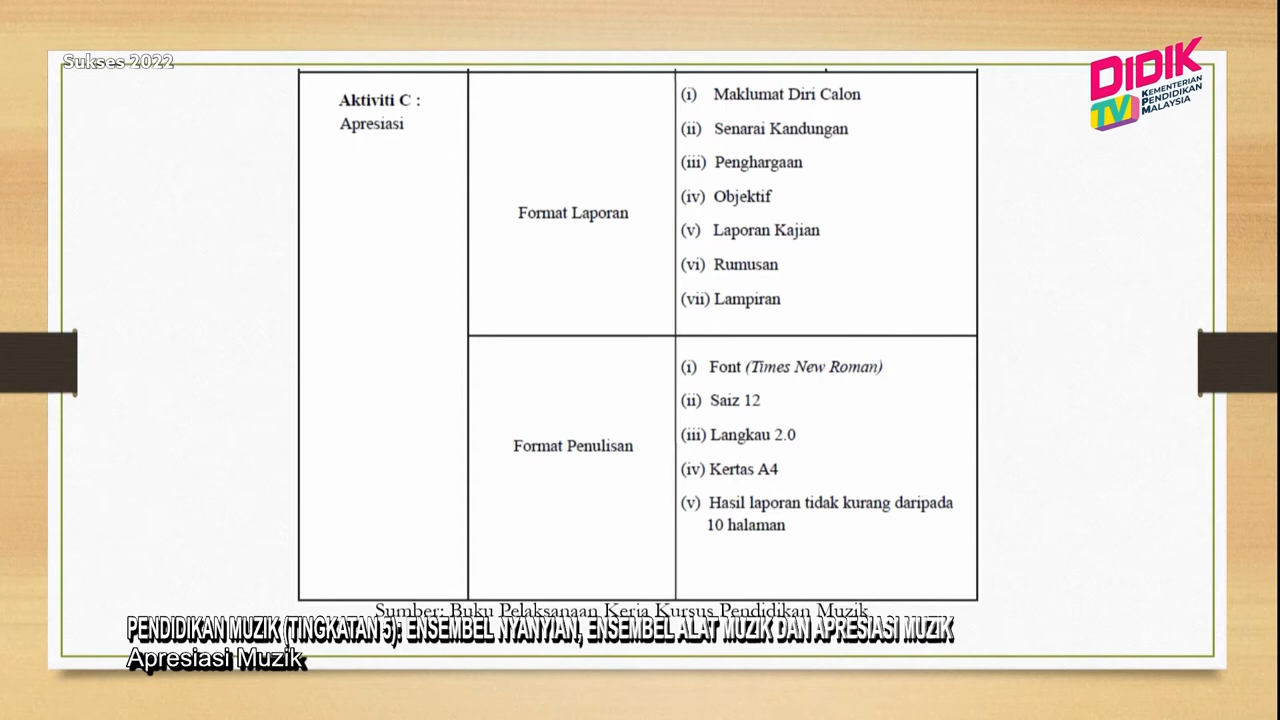 Sukses 2022
DIDIK
TV
KEMENTERIAN
PENDIDIKAN
MALAYSIA
Aktiviti C :
Apresiasi
Format Laporan
(i) Maklumat Diri Calon
(ii) Senarai Kandungan
(iii) Penghargaan
(iv) Objektif
(v) Laporan Kajian
(vi) Rumusan
(vii) Lampiran
Format Penulisan
(i) Font (Times New Roman)
(ii) Saiz 12
(iii) Langkau 2.0
(iv) Kertas A4
(v) Hasil laporan tidak kurang daripada
10 halaman
Sumber: Buku Pelaksanaan Kerja Kursus Pendidikan Muzik
PENDIDIKAN MUZIK (TINGKATAN 5): ENSEMBEL NYANYIAN, ENSEMBEL ALAT MUZIK DAN APRESIASI MUZIK
Apresiasi Muzik